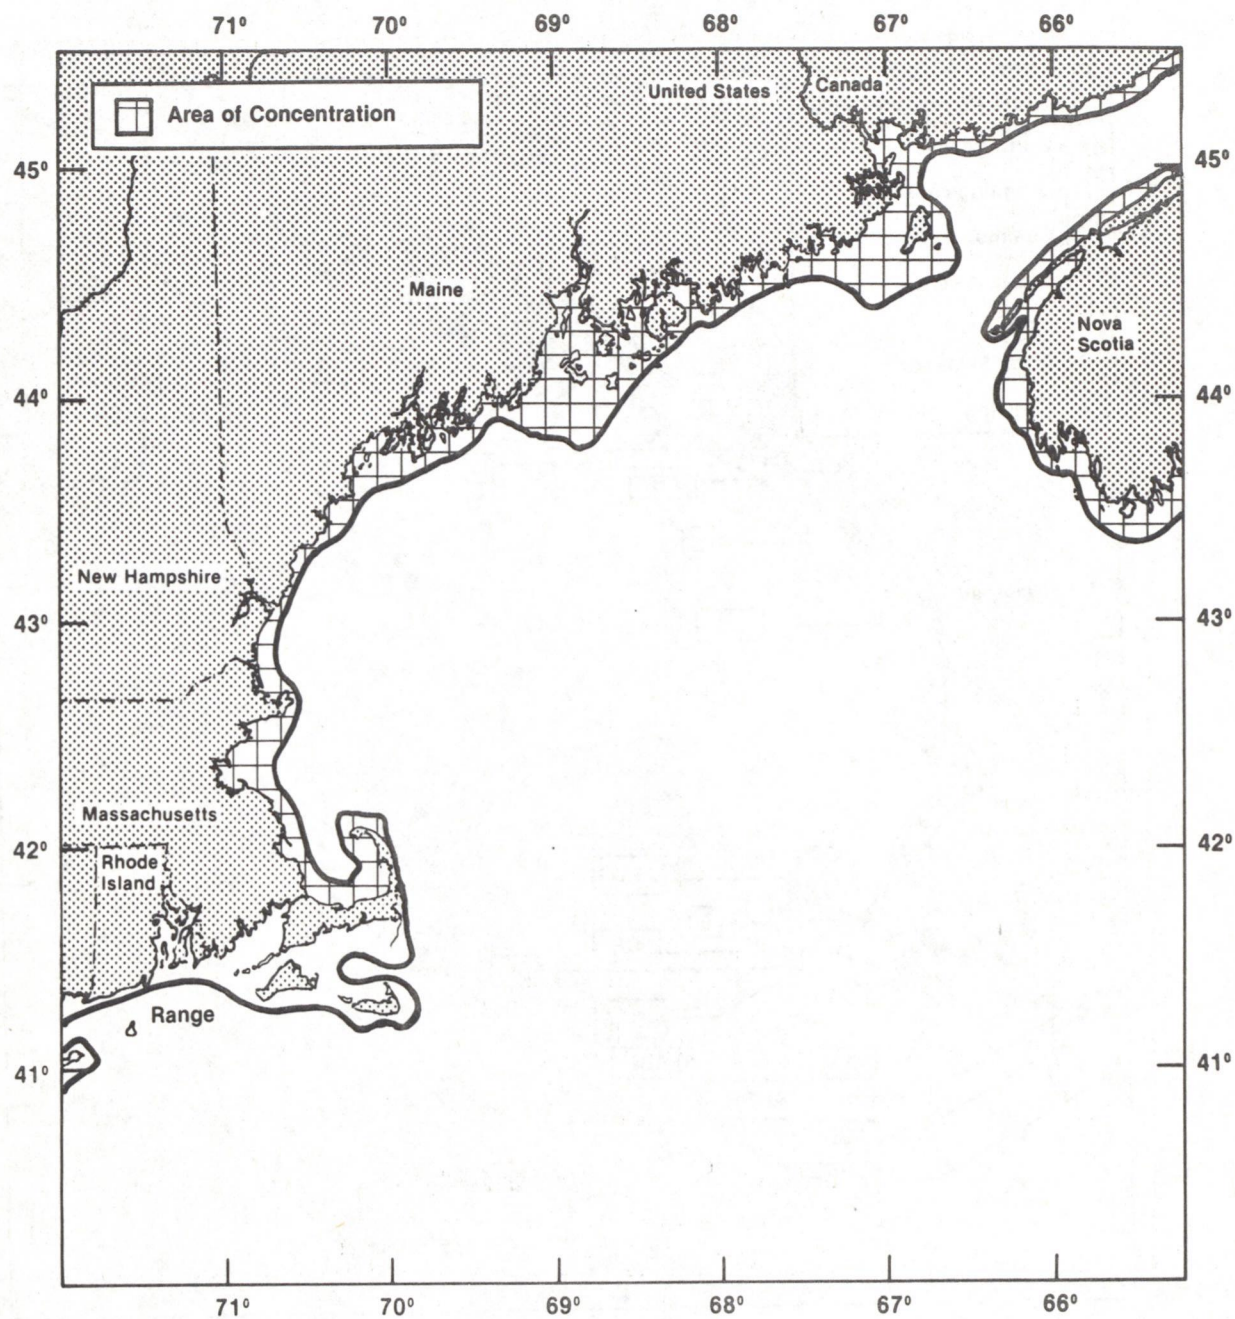 71° 70° 69° 68° 67° 66°
United States Canada
Area of Concentration
45° 45°
Maine
Nova
Scotia
44° 44°
New Hampshire
43° 43°
Massachusetts
42° 42°
Rhode
Island
Range
41° 41°
71° 70° 69° 68° 67° 66°